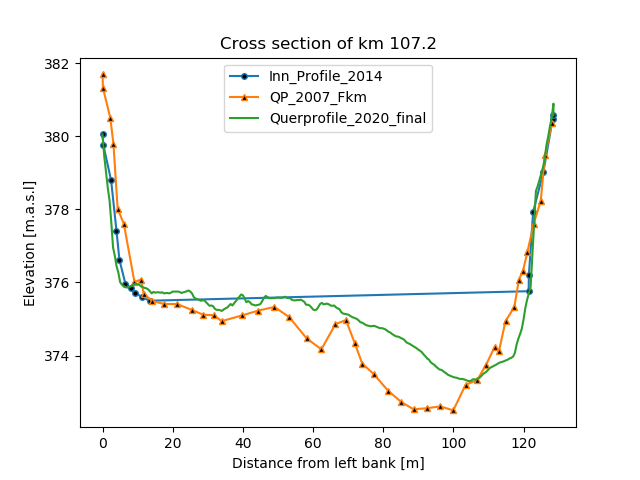 Cross section of km 107.2
Inn_Profile_2014
QP_2007_Fkm
Querprofile_2020_final
Elevation [m.a.s.l]
382
380
378
376
374
0 20 40 60 80 100 120
Distance from left bank [m]